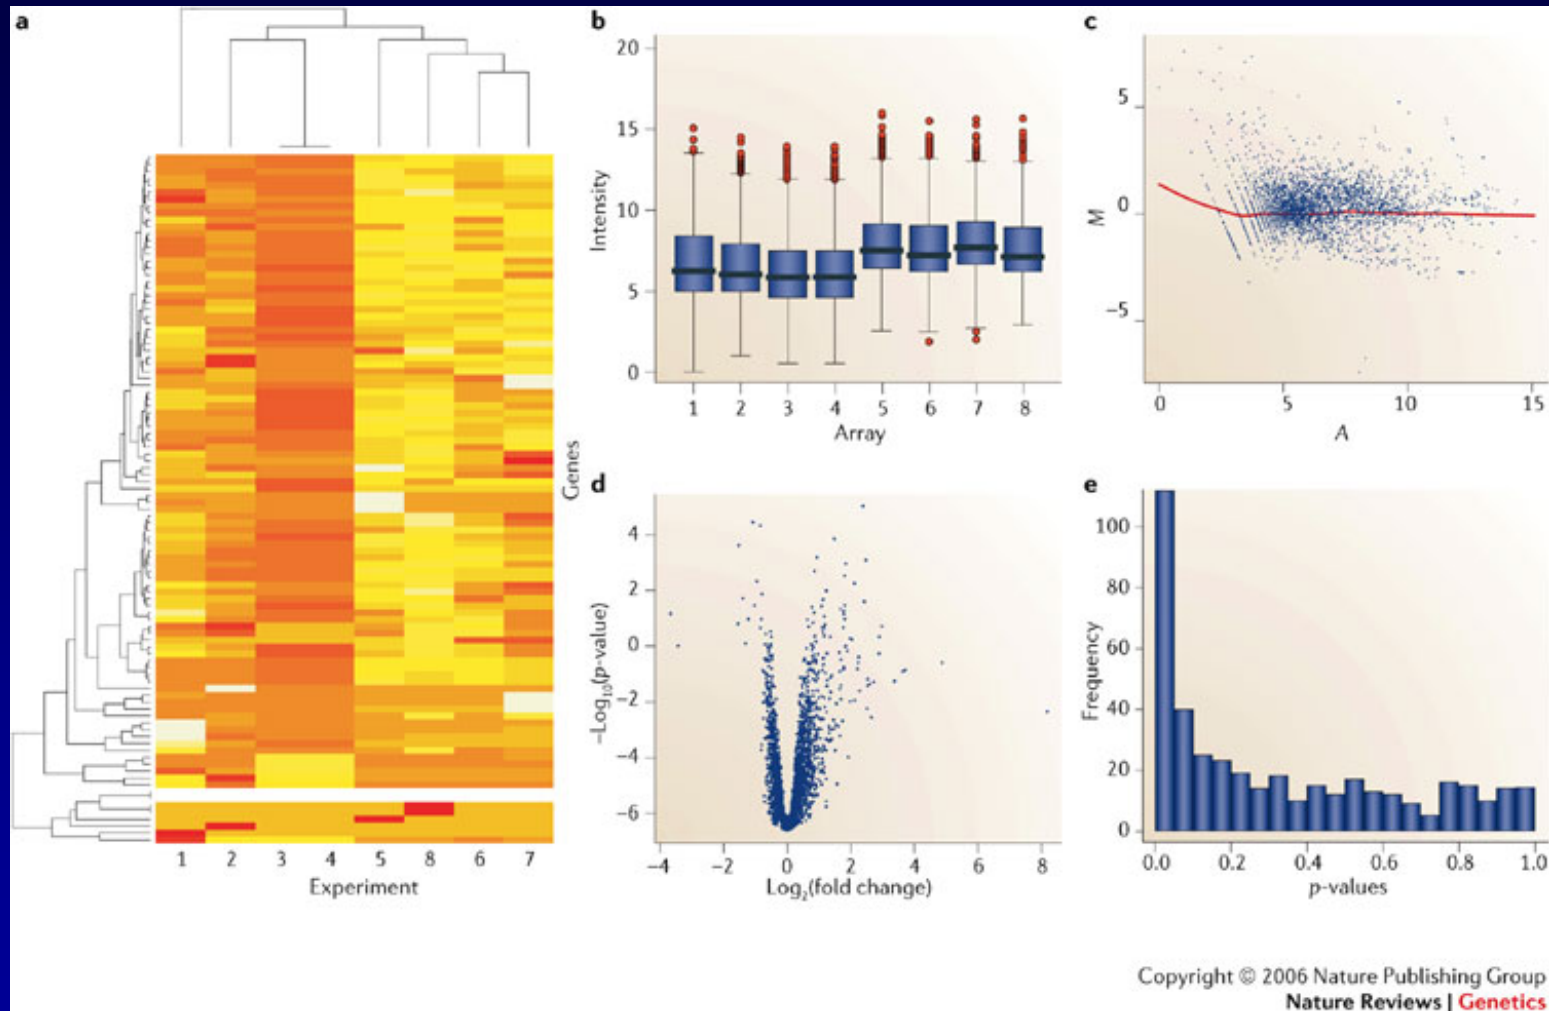 a
1 2 3 4 5 8 6 7
Experiment
Genes
b
20
15
10
5
0
Intensity
1 2 3 4 5 6 7 8
Array
c
M
5
0
−5
0 5 10 15
A
d
4
2
0
−2
−4
−6
−Log10(p-value)
−4 −2 0 2 4 6 8
Log2(fold change)
e
100
80
60
40
20
0
Frequency
0.0 0.2 0.4 0.6 0.8 1.0
p-values
Copyright © 2006 Nature Publishing Group
Nature Reviews | Genetics